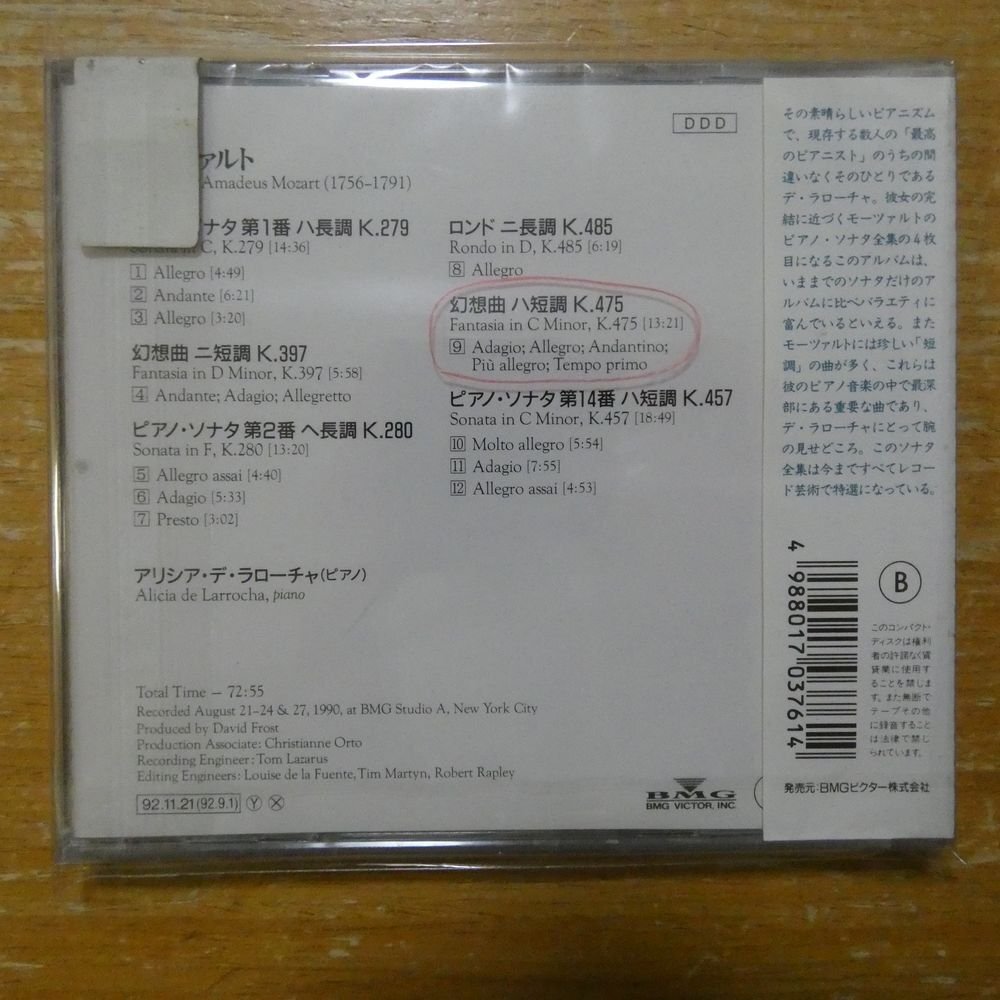 DDD
ァルト
Amadeus Mozart (1756–1791)
ナタ 第1番 ハ長調 K.279
Sonata in C, K.279 [14:36]
1 Allegro [4:49]
2 Andante [6:21]
3 Allegro [3:20]
幻想曲 ニ短調 K.397
Fantasia in D Minor, K.397 [5:58]
4 Andante; Adagio; Allegretto
ピアノ・ソナタ 第2番 ヘ長調 K.280
Sonata in F, K.280 [13:20]
5 Allegro assai [4:40]
6 Adagio [5:33]
7 Presto [3:02]
ロンド ニ長調 K.485
Rondo in D, K.485 [6:19]
8 Allegro
幻想曲 ハ短調 K.475
Fantasia in C Minor, K.475 [13:21]
9 Adagio; Allegro; Andantino;
Più allegro; Tempo primo
ピアノ・ソナタ 第14番 ハ短調 K.457
Sonata in C Minor, K.457 [18:49]
10 Molto allegro [5:54]
11 Adagio [7:55]
12 Allegro assai [4:53]
アリシア・デ・ラローチャ(ピアノ)
Alicia de Larrocha, piano
Total Time – 72:55
Recorded August 21–24 & 27, 1990, at BMG Studio A, New York City
Produced by David Frost
Production Associate: Christianne Orto
Recording Engineer: Tom Lazarus
Editing Engineers: Louise de la Fuente, Tim Martyn, Robert Rapley
92.11.21 (92.9.1) Y X
BMG
BMG VICTOR, INC.
その素晴らしいピアニズム
で、現存する数人の「最高
のピアニスト」のうちの間
違いなくそのひとりである
デ・ラローチャ。彼女の完
結に近づくモーツァルトの
ピアノ・ソナタ全集の4枚
目になるこのアルバムは、
いままでのソナタだけのア
ルバムに比べバラエティに
富んでいるといえる。また
モーツァルトには珍しい「短
調」の曲が多く、これらは
彼のピアノ音楽の中で最深
部にある重要な曲であり、
デ・ラローチャにとって腕
の見せどころ。このソナタ
全集は今まですべてレコー
ド芸術で特選になっている。
4 988017 037614
B
このコンパクト・
ディスクは権利
者の許諾なく賃
貸業に使用す
ることを禁じま
す。また無断で
テープその他
に録音すること
は法律で禁じ
られています。
発売元:BMGビクター株式会社